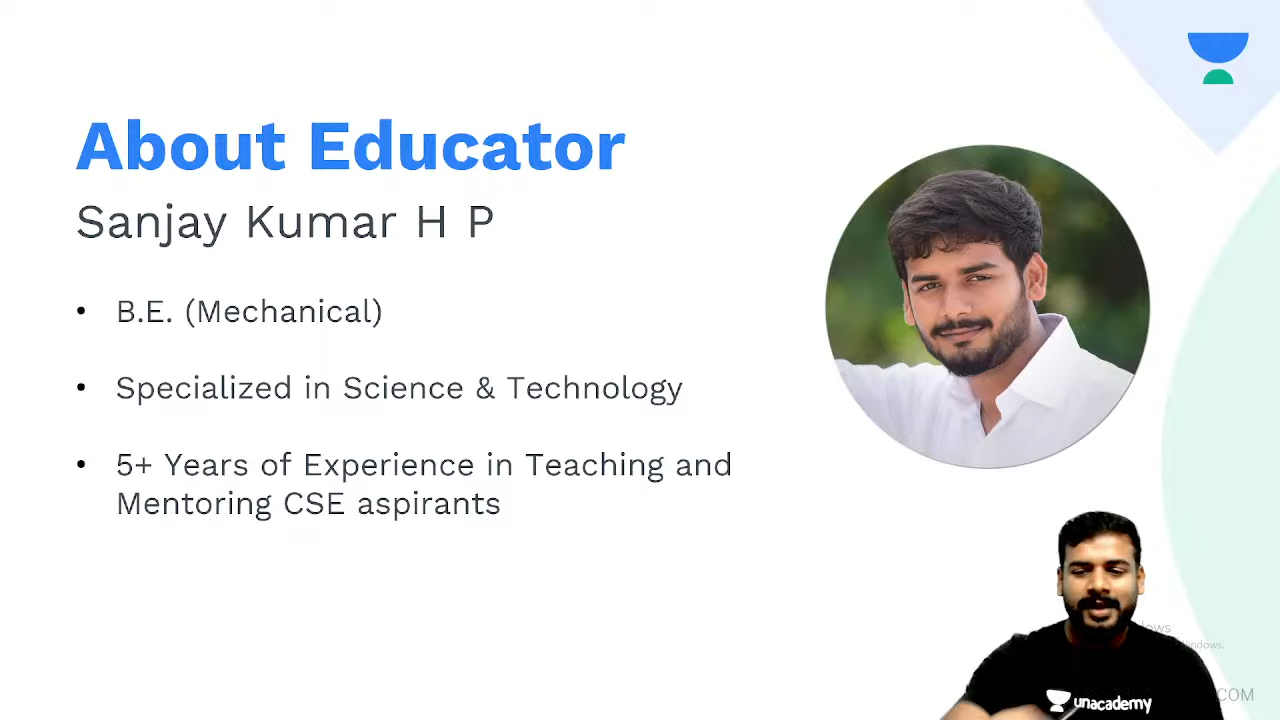 About Educator
Sanjay Kumar H P
• B.E. (Mechanical)
• Specialized in Science & Technology
• 5+ Years of Experience in Teaching and
Mentoring CSE aspirants
unacademy